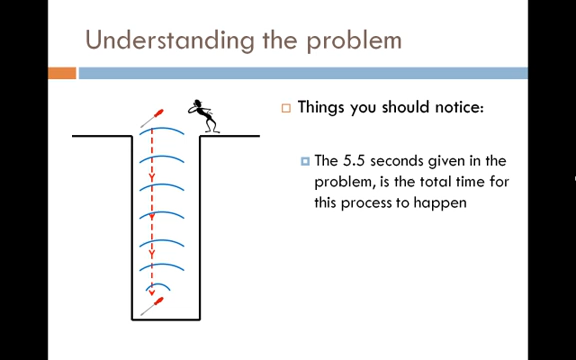 Understanding the problem
Things you should notice:
The 5.5 seconds given in the
problem, is the total time for
this process to happen